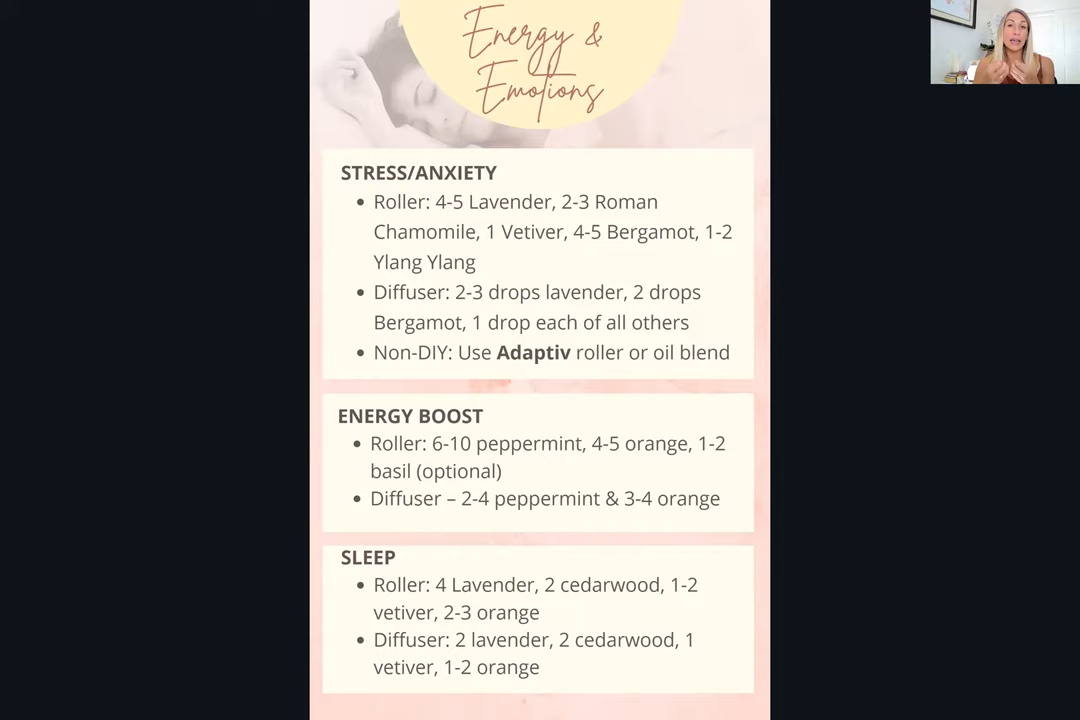 Energy &
Emotions
STRESS/ANXIETY
• Roller: 4-5 Lavender, 2-3 Roman
Chamomile, 1 Vetiver, 4-5 Bergamot, 1-2
Ylang Ylang
• Diffuser: 2-3 drops lavender, 2 drops
Bergamot, 1 drop each of all others
• Non-DIY: Use Adaptiv roller or oil blend
ENERGY BOOST
• Roller: 6-10 peppermint, 4-5 orange, 1-2
basil (optional)
• Diffuser – 2-4 peppermint & 3-4 orange
SLEEP
• Roller: 4 Lavender, 2 cedarwood, 1-2
vetiver, 2-3 orange
• Diffuser: 2 lavender, 2 cedarwood, 1
vetiver, 1-2 orange